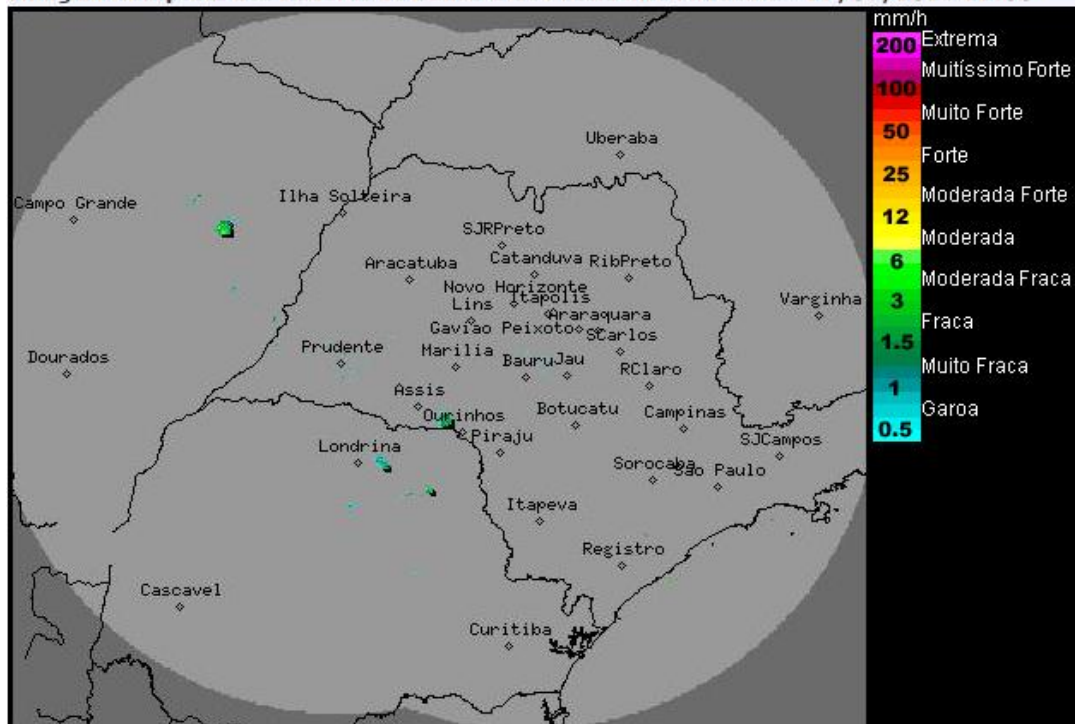 mm/h
200 Extrema
Muitíssimo Forte
100
Muito Forte
50
Forte
25
Moderada Forte
12
Moderada
6
Moderada Fraca
3
Fraca
1.5
Muito Fraca
1
Garoa
0.5
Uberaba
Campo Grande
Ilha Solteira
SJRPreto
Aracatuba
Catanduva
RibPreto
Novo Horizonte
Itapolis
Lins
Araraquara
Varginha
Gaviao Peixoto
SCarlos
Dourados
Prudente
Marilia
Bauru
Jau
RClaro
Assis
Ourinhos
Botucatu
Campinas
Londrina
Piraju
SJCampos
Sorocaba
Sao Paulo
Itapeva
Registro
Cascavel
Curitiba